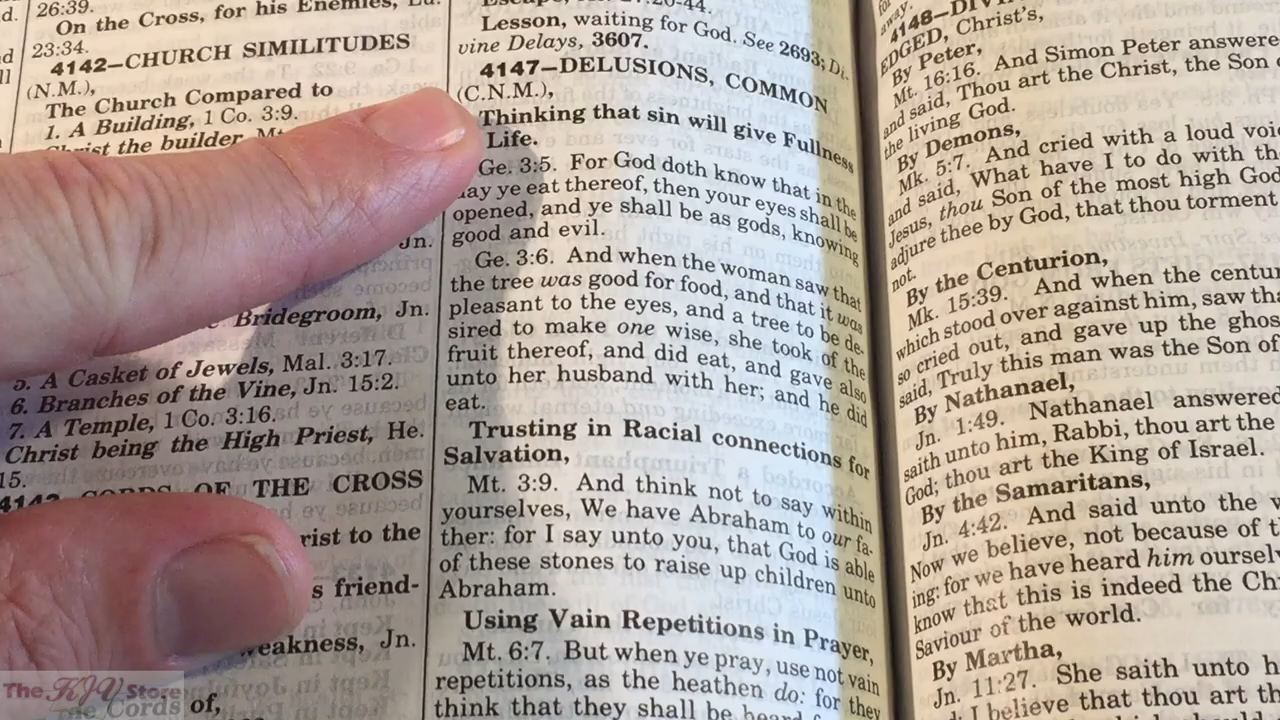 26:39.
On the Cross, for his Enemies,
23:34.
4142—CHURCH SIMILITUDES
(N.M.),
The Church Compared to
1. A Building, 1 Co. 3:9.
Christ the builder,
Jn.
Bridegroom, Jn.
5. A Casket of Jewels, Mal. 3:17.
6. Branches of the Vine, Jn. 15:2.
7. A Temple, 1 Co. 3:16.
Christ being the High Priest, He.
15.
OF THE CROSS
rist to the
s friend-
weakness, Jn.
of,
Lesson, waiting for God. See 2693; Di-
vine Delays, 3607.
4147—DELUSIONS, COMMON
(C.N.M.),
Thinking that sin will give Fullness
Life.
Ge. 3:5. For God doth know that in the
day ye eat thereof, then your eyes shall be
opened, and ye shall be as gods, knowing
good and evil.
Ge. 3:6. And when the woman saw that
the tree was good for food, and that it was
pleasant to the eyes, and a tree to be de-
sired to make one wise, she took of the
fruit thereof, and did eat, and gave also
unto her husband with her; and he did
eat.
Trusting in Racial connections for
Salvation,
Mt. 3:9. And think not to say within
yourselves, We have Abraham to our fa-
ther: for I say unto you, that God is able
of these stones to raise up children unto
Abraham.
Using Vain Repetitions in Prayer,
Mt. 6:7. But when ye pray, use not vain
repetitions, as the heathen do: for they
think that they shall be heard
away.
EDGED, Christ's,
By Peter,
Mt. 16:16. And Simon Peter answere
and said, Thou art the Christ, the Son
the living God.
By Demons,
Mk. 5:7. And cried with a loud voi
and said, What have I to do with th
Jesus, thou Son of the most high God
adjure thee by God, that thou torment
not.
By the Centurion,
Mk. 15:39. And when the centu
which stood over against him, saw tha
so cried out, and gave up the ghos
said, Truly this man was the Son of
By Nathanael,
Jn. 1:49. Nathanael answered
saith unto him, Rabbi, thou art the
God; thou art the King of Israel.
By the Samaritans,
Jn. 4:42. And said unto the
Now we believe, not because of
ing: for we have heard him oursel
know that this is indeed the Ch
Saviour of the world.
By Martha,
Jn. 11:27. She saith unto
I believe that thou art
The KJV Store